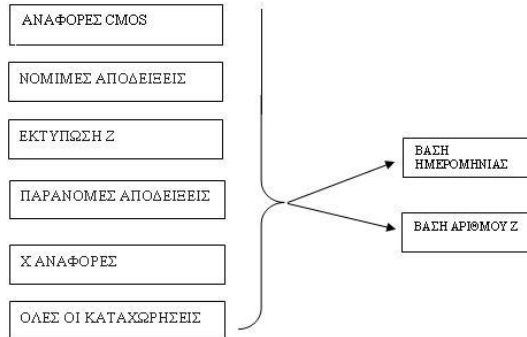 ΑΝΑΦΟΡΕΣ CMOS
ΝΟΜΙΜΕΣ ΑΠΟΔΕΙΞΕΙΣ
ΕΚΤΥΠΩΣΗ Ζ
ΠΑΡΑΝΟΜΕΣ ΑΠΟΔΕΙΞΕΙΣ
Χ ΑΝΑΦΟΡΕΣ
ΟΛΕΣ ΟΙ ΚΑΤΑΧΩΡΗΣΕΙΣ
ΒΑΣΗ
ΗΜΕΡΟΜΗΝΙΑΣ
ΒΑΣΗ ΑΡΙΘΜΟΥ Ζ